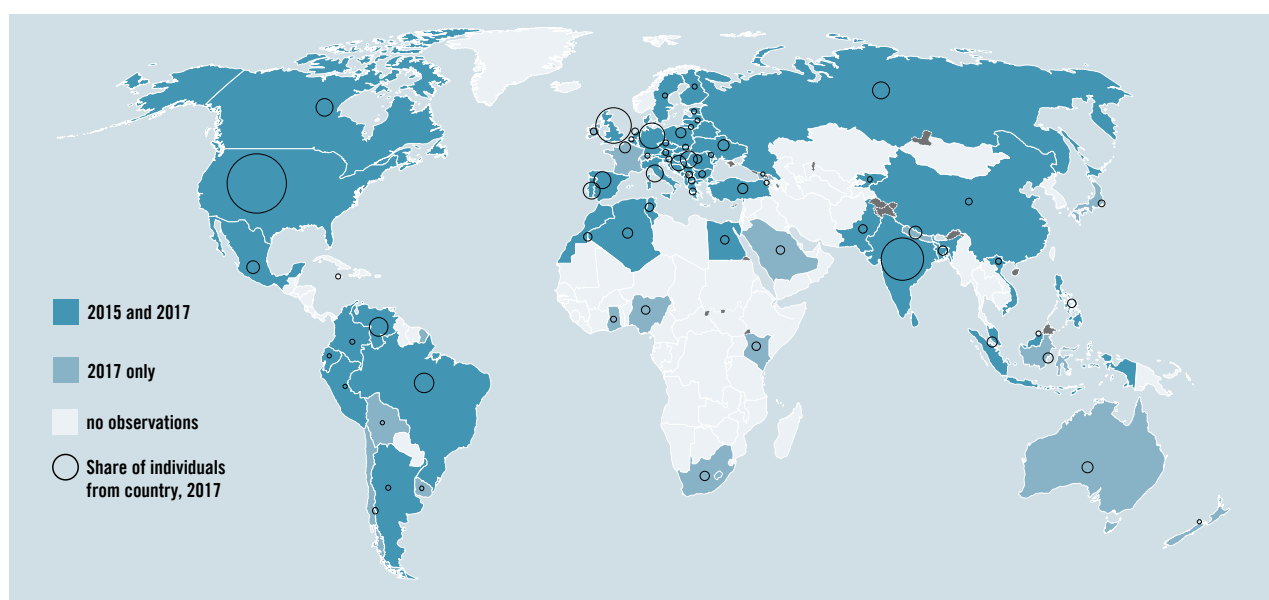 2015 and 2017
2017 only
no observations
Share of individuals
from country, 2017